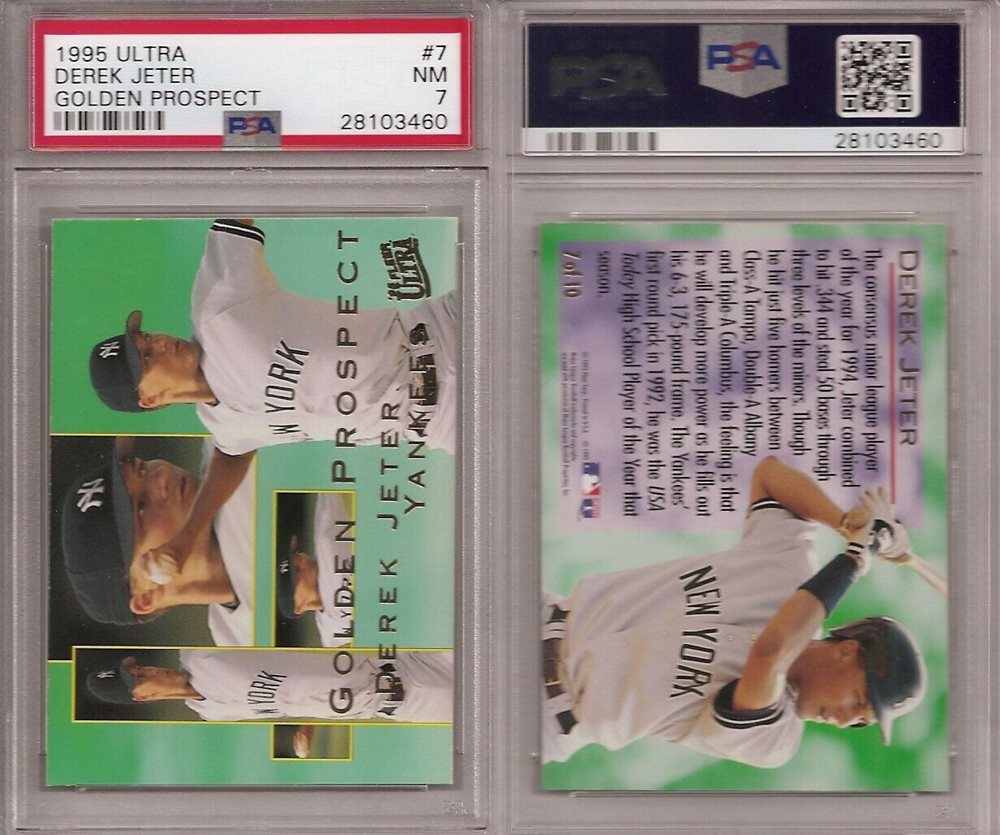 1995 ULTRA #7
DEREK JETER NM
GOLDEN PROSPECT 7
PSA 28103460
PSA
PSA
28103460
'95 FLEER
ULTRA
GOLDEN PROSPECT
DEREK JETER
YANKEES
NEW YORK
NY
N YORK
DEREK JETER
The consensus minor league player
of the year for 1994, Jeter combined
to hit .344 and steal 50 bases through
three levels of the minors. Though
he hit just five homers between
Class-A Tampa, Double-A Albany
and Triple-A Columbus, the feeling is that
he will develop more power as he fills out
his 6-3, 175 pound frame. The Yankees'
first round pick in 1992, he was the USA
Today High School Player of the Year that
season.
7 of 10
NEW YORK